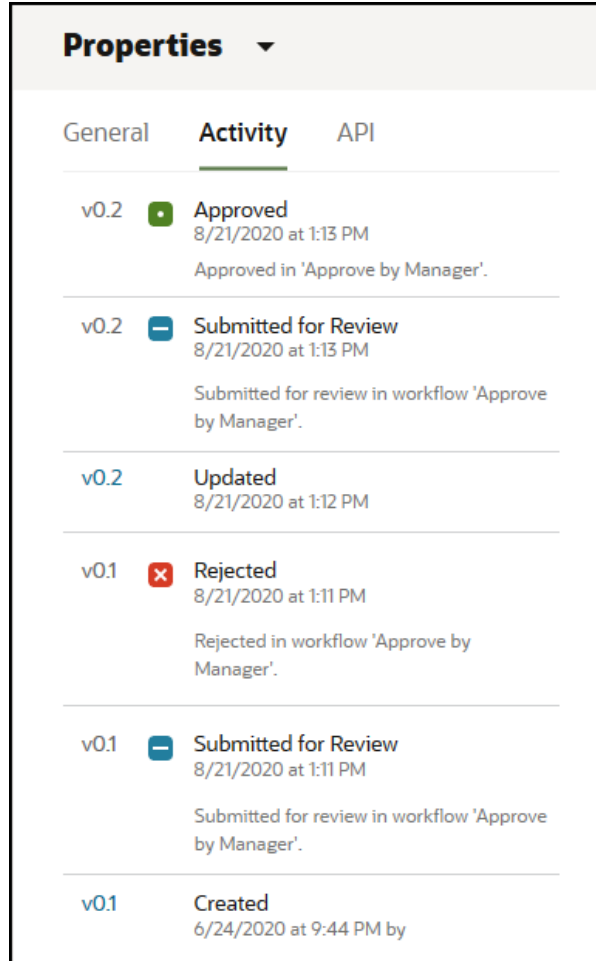 Properties
General Activity API
v0.2 Approved
8/21/2020 at 1:13 PM
Approved in 'Approve by Manager'.
v0.2 Submitted for Review
8/21/2020 at 1:13 PM
Submitted for review in workflow 'Approve
by Manager'.
v0.2 Updated
8/21/2020 at 1:12 PM
v0.1 Rejected
8/21/2020 at 1:11 PM
Rejected in workflow 'Approve by
Manager'.
v0.1 Submitted for Review
8/21/2020 at 1:11 PM
Submitted for review in workflow 'Approve
by Manager'.
v0.1 Created
6/24/2020 at 9:44 PM by